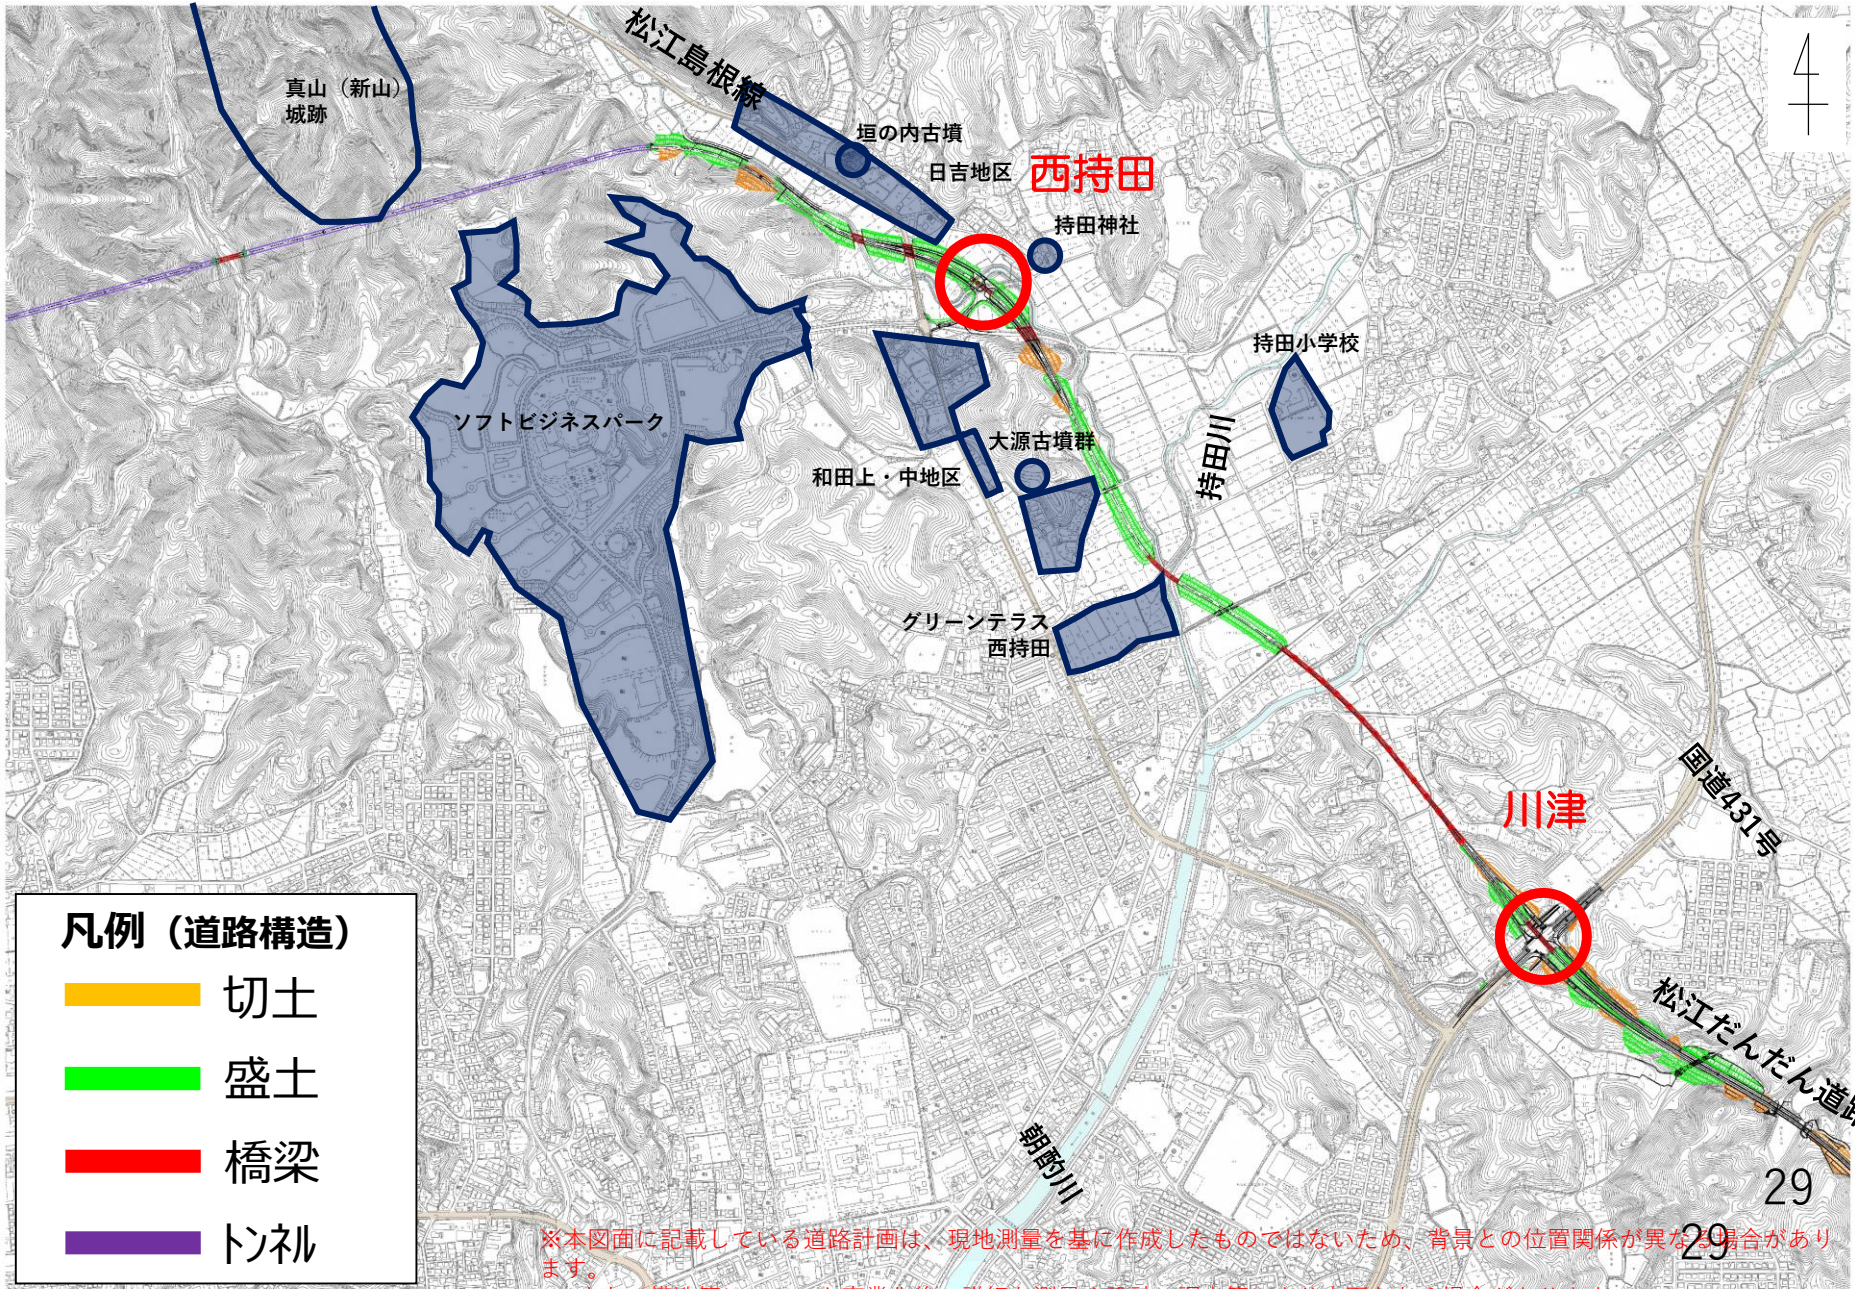 松江島根線
真山（新山）
城跡
垣の内古墳
日吉地区
西持田
持田神社
持田小学校
ソフトビジネスパーク
大源古墳群
和田上・中地区
持田川
グリーンテラス
西持田
国道431号
川津
松江だんだん道路
朝酌川
凡例（道路構造）
切土
盛土
橋梁
トンネル
29
29
※本図面に記載している道路計画は、現地測量を基に作成したものではないため、背景との位置関係が異なる場合があり
ます。